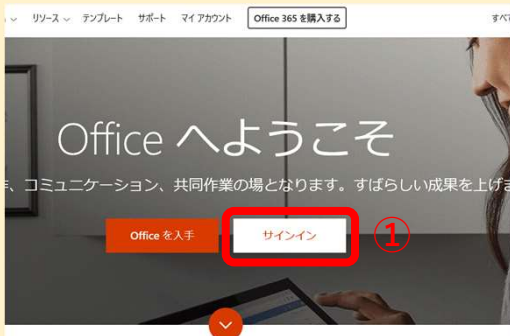 リソース テンプレート サポート マイ アカウント Office 365 を購入する すべて
Office へようこそ
、コミュニケーション、共同作業の場となります。すばらしい成果を上げま
Office を入手 サインイン ①